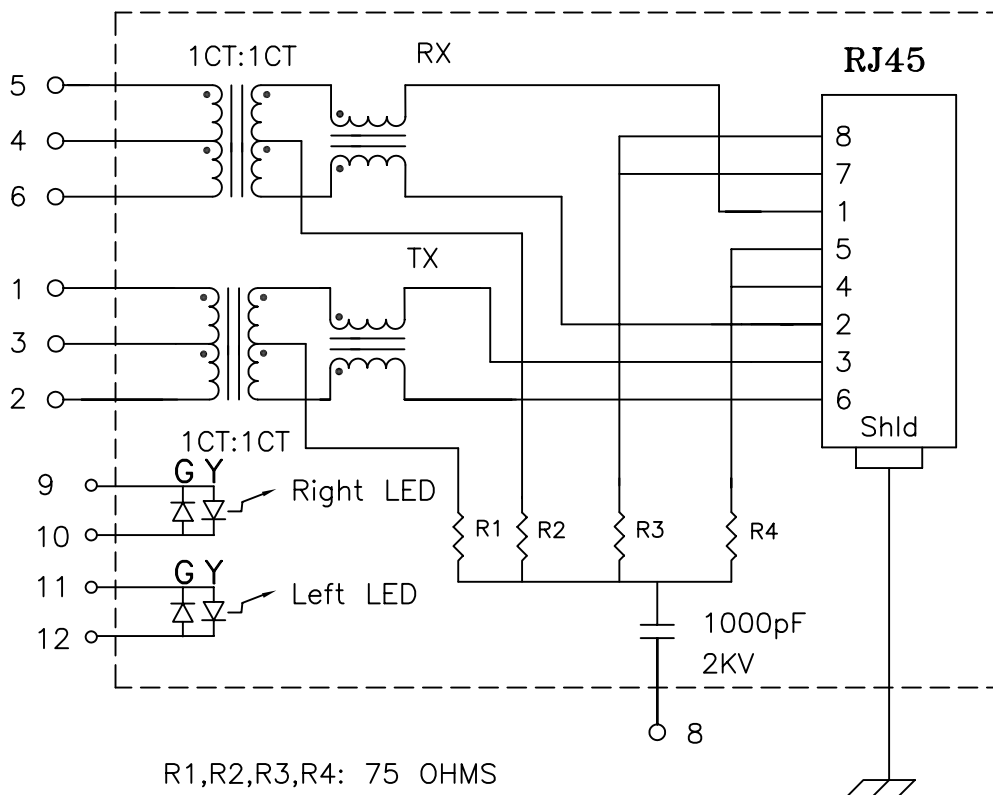 1CT:1CT
RX
RJ45
5
4
6
8
7
1
5
4
2
3
6
Shld
TX
1
3
2
1CT:1CT
G Y
9
10
Right LED
G Y
11
12
Left LED
R1
R2
R3
R4
1000pF
2KV
8
R1,R2,R3,R4: 75 OHMS